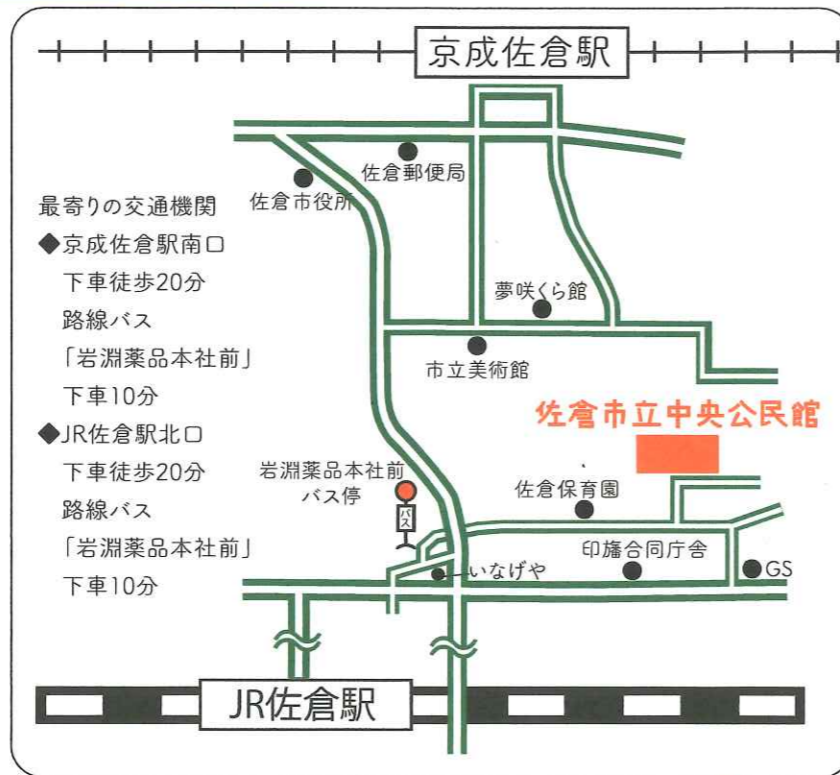 京成佐倉駅
佐倉郵便局
佐倉市役所
最寄りの交通機関
◆京成佐倉駅南口
下車徒歩20分
路線バス
「岩淵薬品本社前」
下車10分
◆JR佐倉駅北口
下車徒歩20分
路線バス
「岩淵薬品本社前」
下車10分
夢咲くら館
市立美術館
佐倉市立中央公民館
岩淵薬品本社前
バス停
バス
佐倉保育園
印旛合同庁舎
いなげや
GS
JR佐倉駅